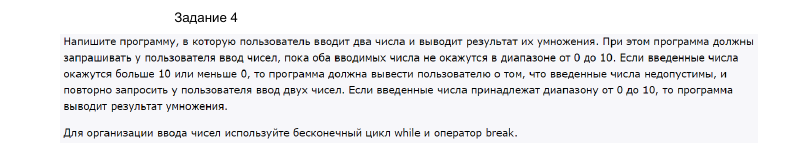 Задание 4
Напишите программу, в которую пользователь вводит два числа и выводит результат их умножения. При этом программа должны
запрашивать у пользователя ввод чисел, пока оба вводимых числа не окажутся в диапазоне от 0 до 10. Если введенные числа
окажутся больше 10 или меньше 0, то программа должна вывести пользователю о том, что введенные числа недопустимы, и
повторно запросить у пользователя ввод двух чисел. Если введенные числа принадлежат диапазону от 0 до 10, то программа
выводит результат умножения.
Для организации ввода чисел используйте бесконечный цикл while и оператор break.